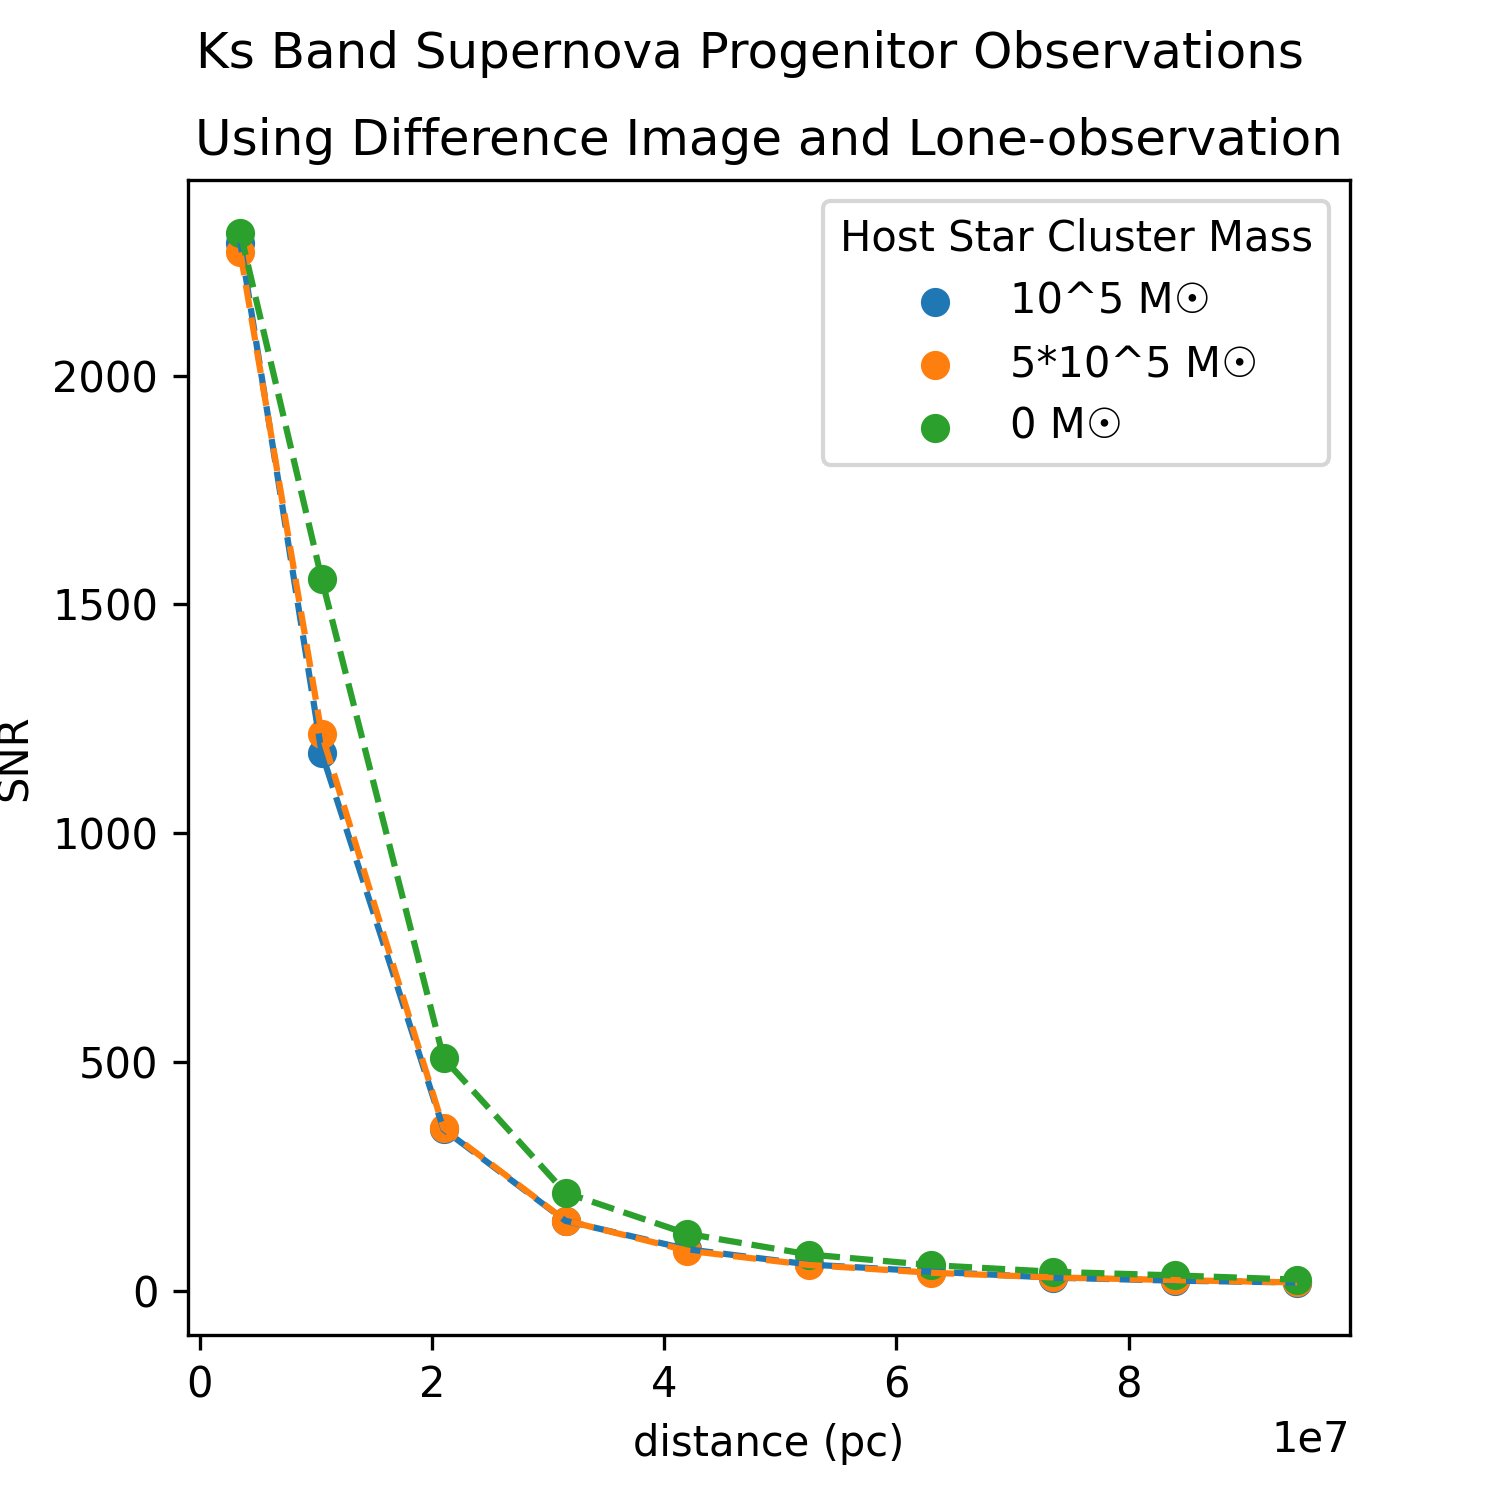 Ks Band Supernova Progenitor Observations
Using Difference Image and Lone-observation
Host Star Cluster Mass
10^5 M☉
5*10^5 M☉
0 M☉
2000
1500
1000
500
0
SNR
0 2 4 6 8
1e7
distance (pc)